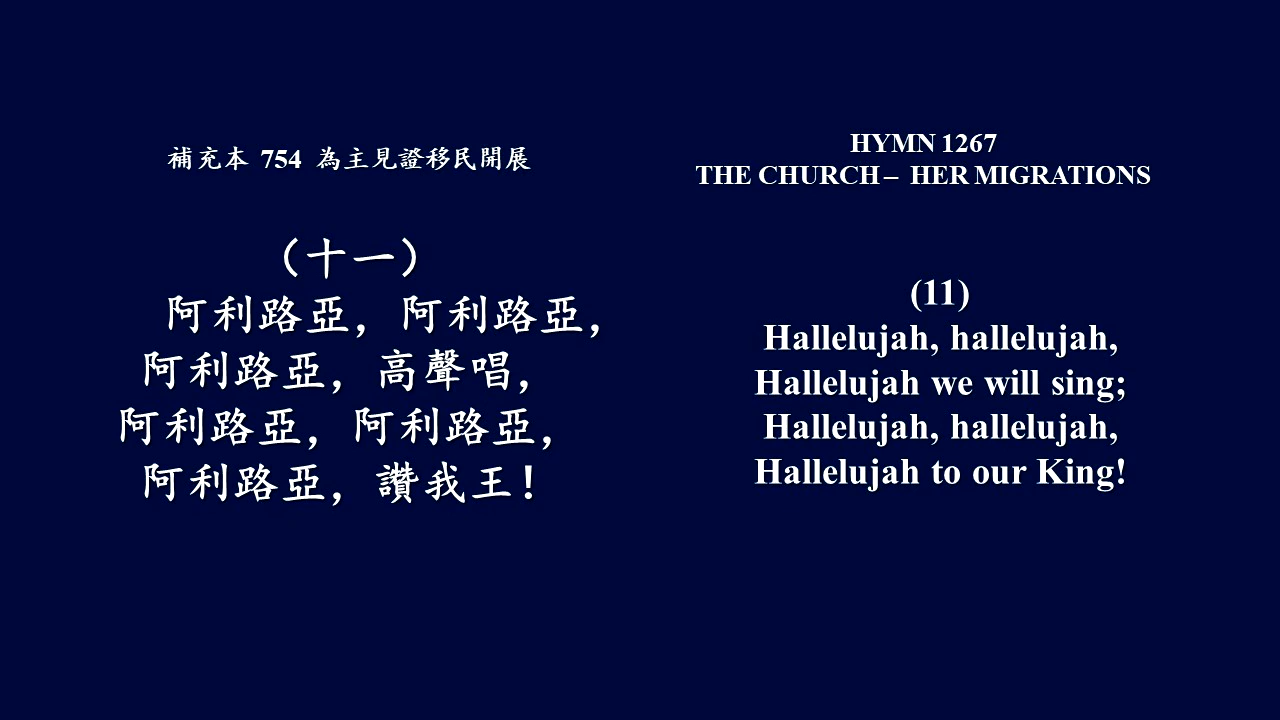 補充本 754 為主見證移民開展
（十一）
阿利路亞，阿利路亞，
阿利路亞，高聲唱，
阿利路亞，阿利路亞，
阿利路亞，讚我王！
HYMN 1267
THE CHURCH – HER MIGRATIONS
(11)
Hallelujah, hallelujah,
Hallelujah we will sing;
Hallelujah, hallelujah,
Hallelujah to our King!